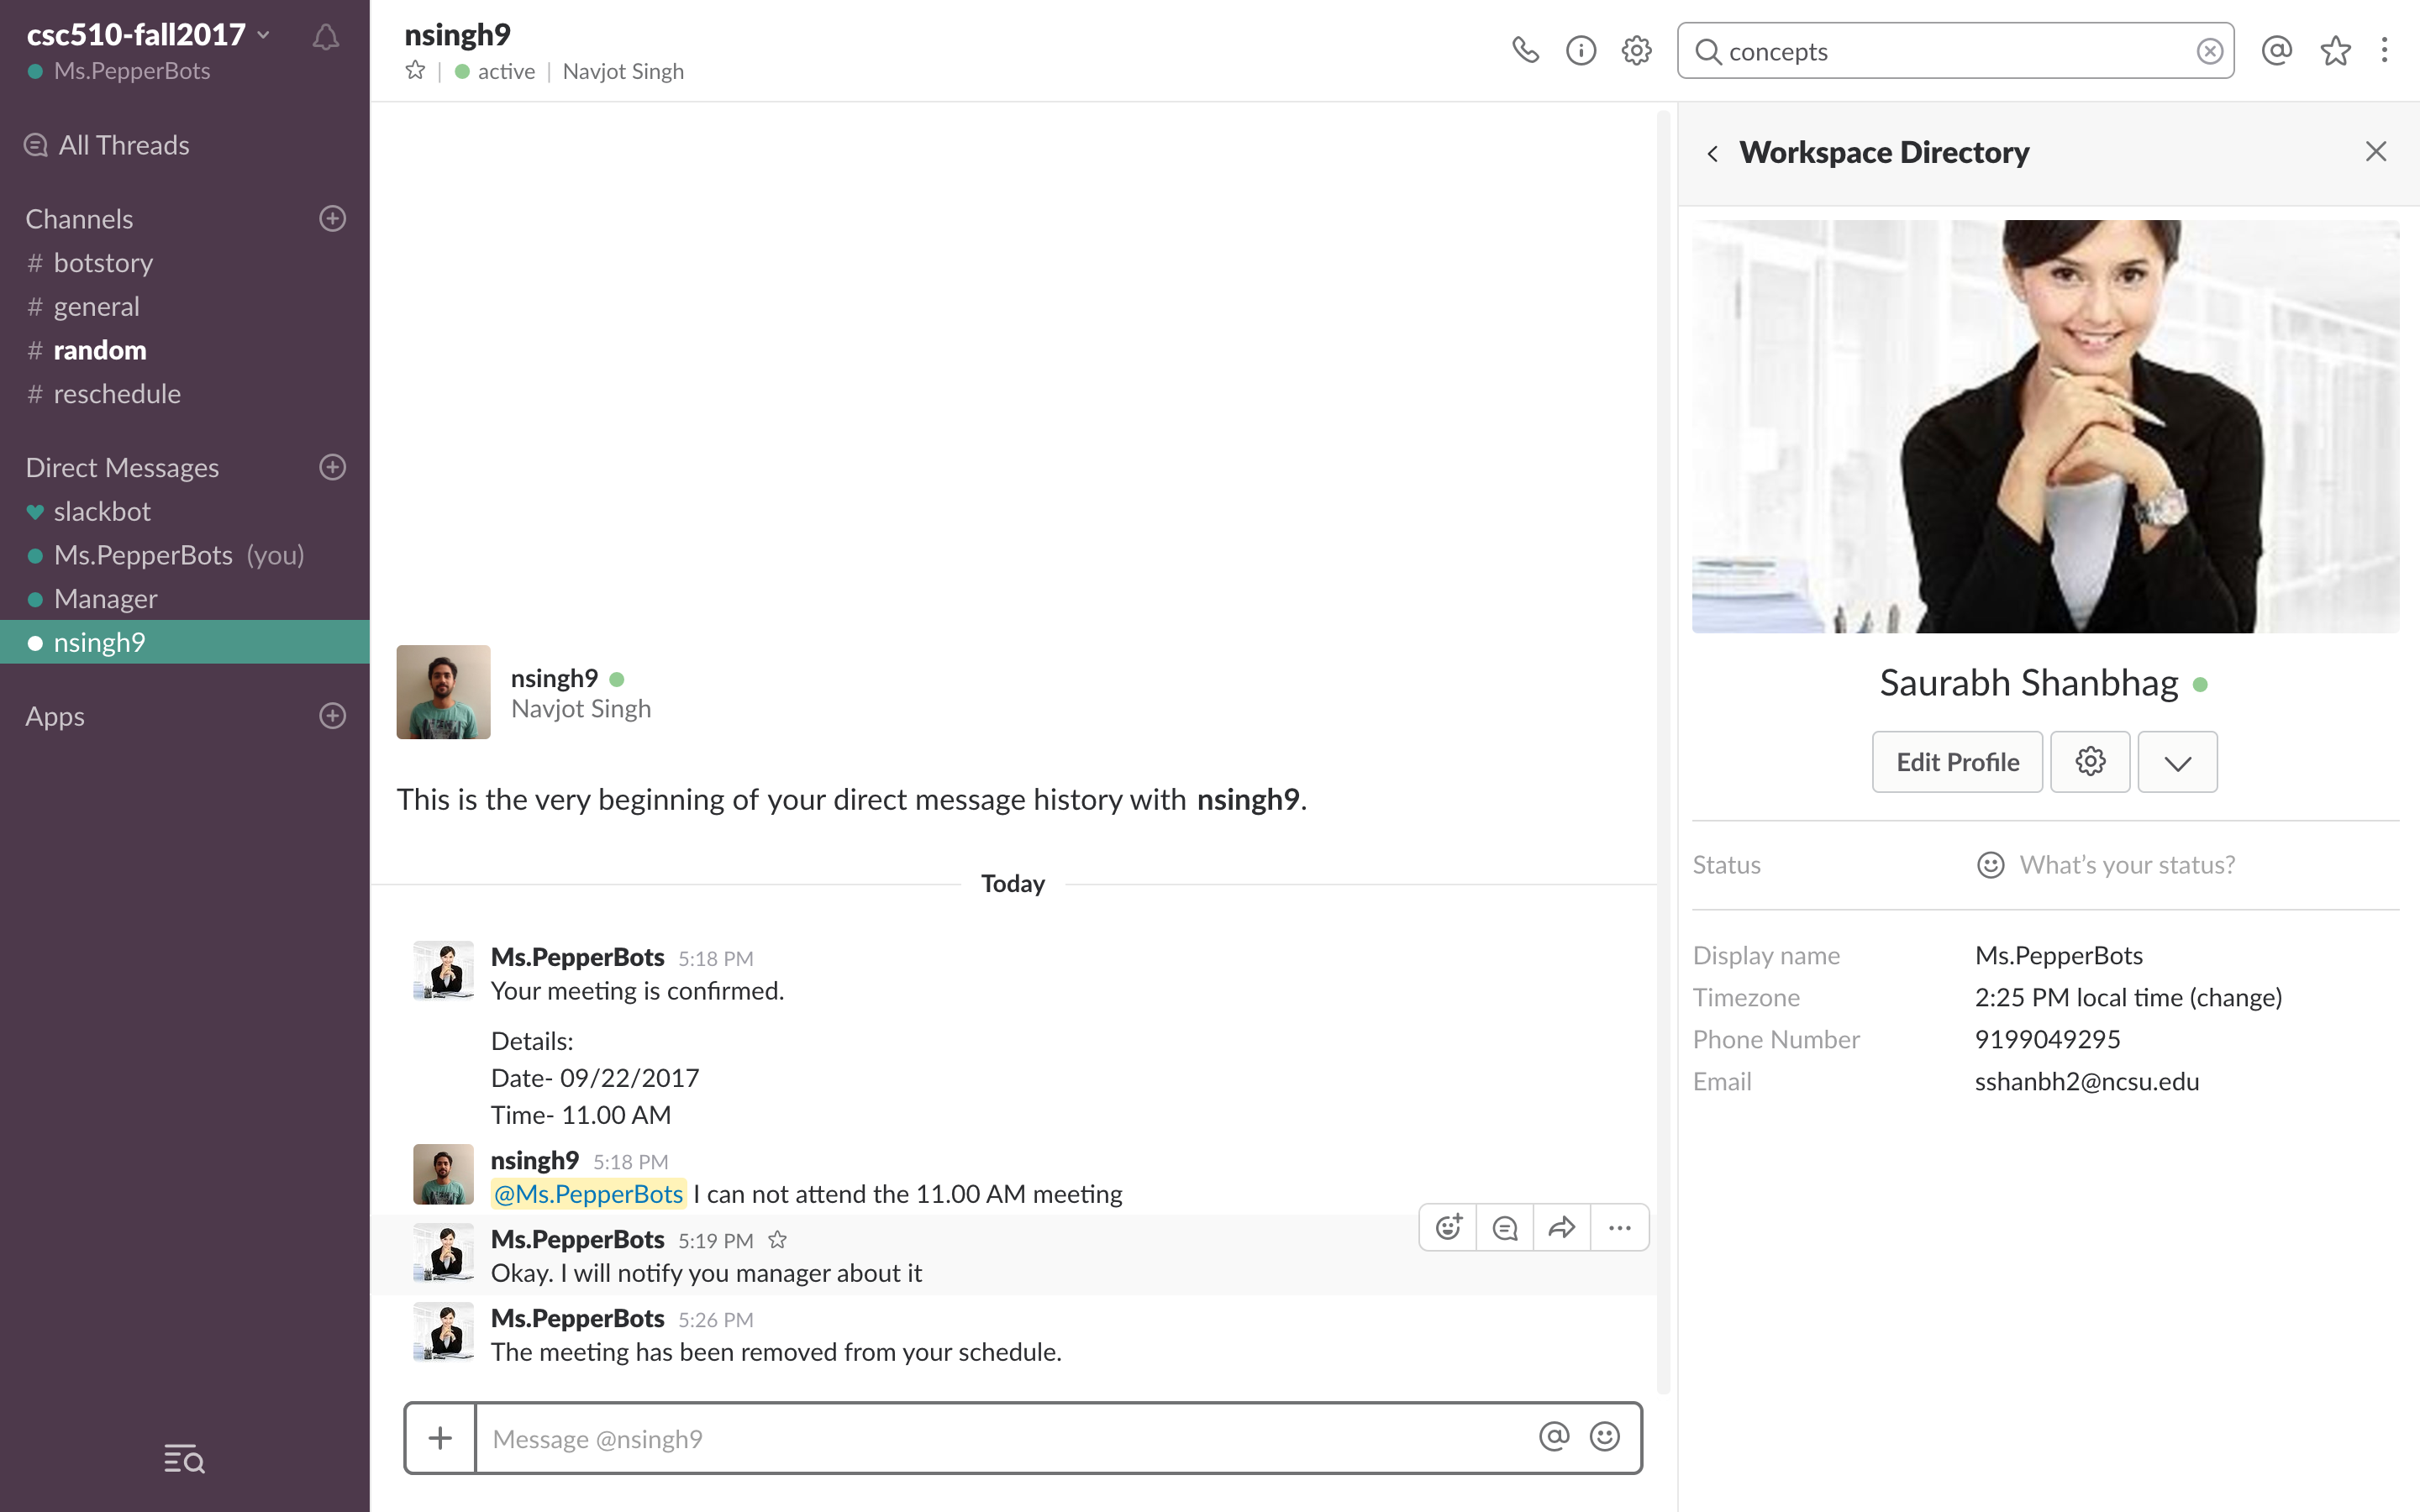 csc510-fall2017
Ms.PepperBots
All Threads
Channels
# botstory
# general
# random
# reschedule
Direct Messages
slackbot
Ms.PepperBots (you)
Manager
nsingh9
Apps
nsingh9
active | Navjot Singh
concepts
nsingh9
Navjot Singh
This is the very beginning of your direct message history with nsingh9.
Today
Ms.PepperBots 5:18 PM
Your meeting is confirmed.
Details:
Date- 09/22/2017
Time- 11.00 AM
nsingh9 5:18 PM
@Ms.PepperBots I can not attend the 11.00 AM meeting
Ms.PepperBots 5:19 PM
Okay. I will notify you manager about it
Ms.PepperBots 5:26 PM
The meeting has been removed from your schedule.
Message @nsingh9
Workspace Directory
Saurabh Shanbhag
Edit Profile
Status What's your status?
Display name Ms.PepperBots
Timezone 2:25 PM local time (change)
Phone Number 9199049295
Email sshanbh2@ncsu.edu